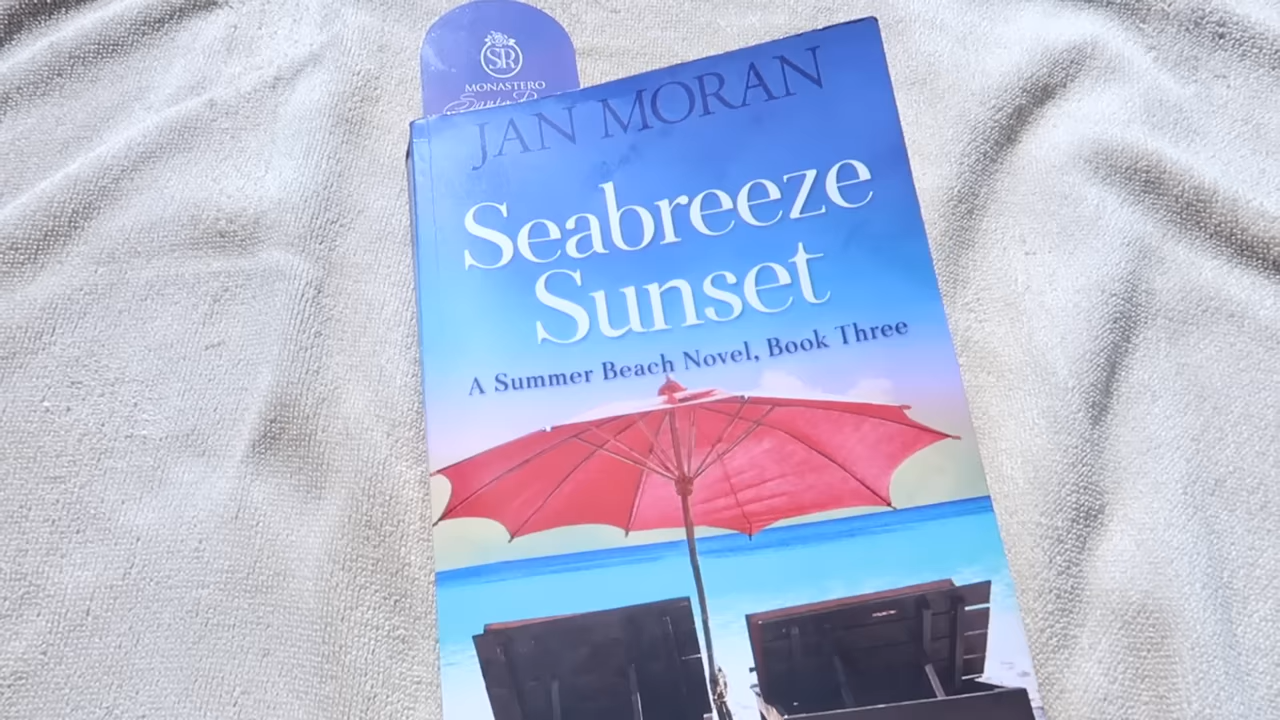 SR
MONASTERO
JAN MORAN
Seabreeze
Sunset
A Summer Beach Novel, Book Three